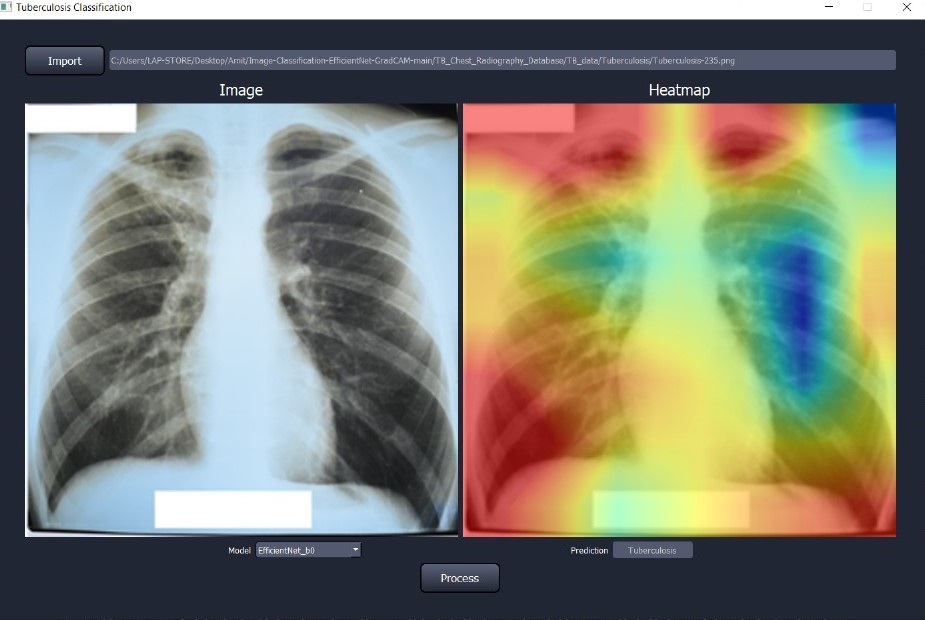 Tuberculosis Classification
Import
C:/Users/LAP-STORE/Desktop/Amit/Image-Classification-EfficientNet-GradCAM-main/TB_Chest_Radiography_Database/TB_data/Tuberculosis/Tuberculosis-235.png
Image
Heatmap
Model
EfficientNet_b0
Prediction
Tuberculosis
Process